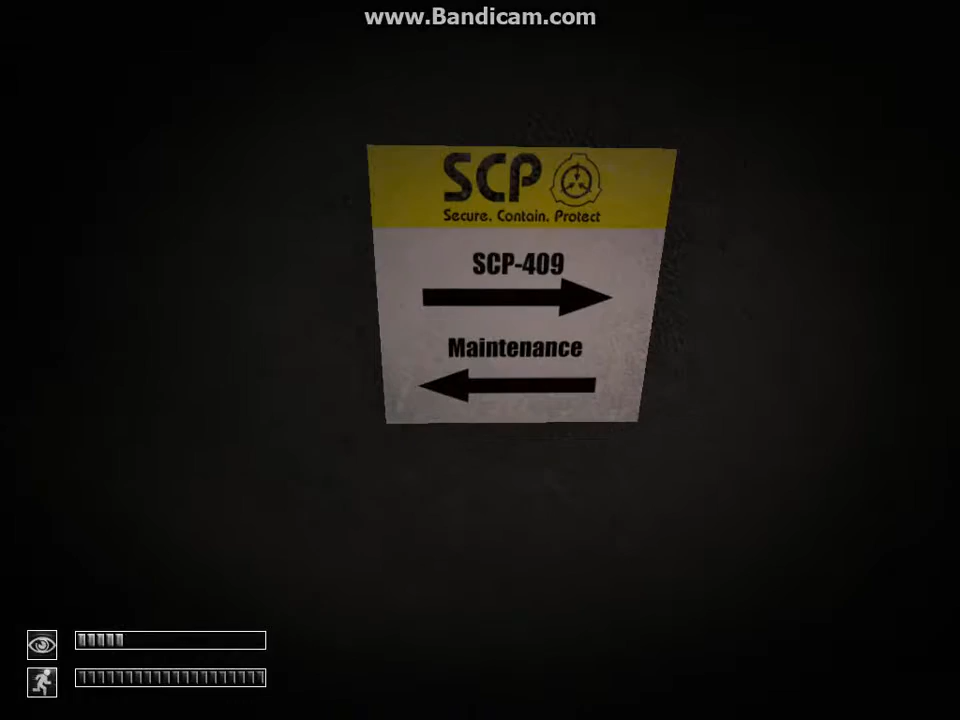 www.Bandicam.com
SCP
Secure. Contain. Protect
SCP-409
Maintenance